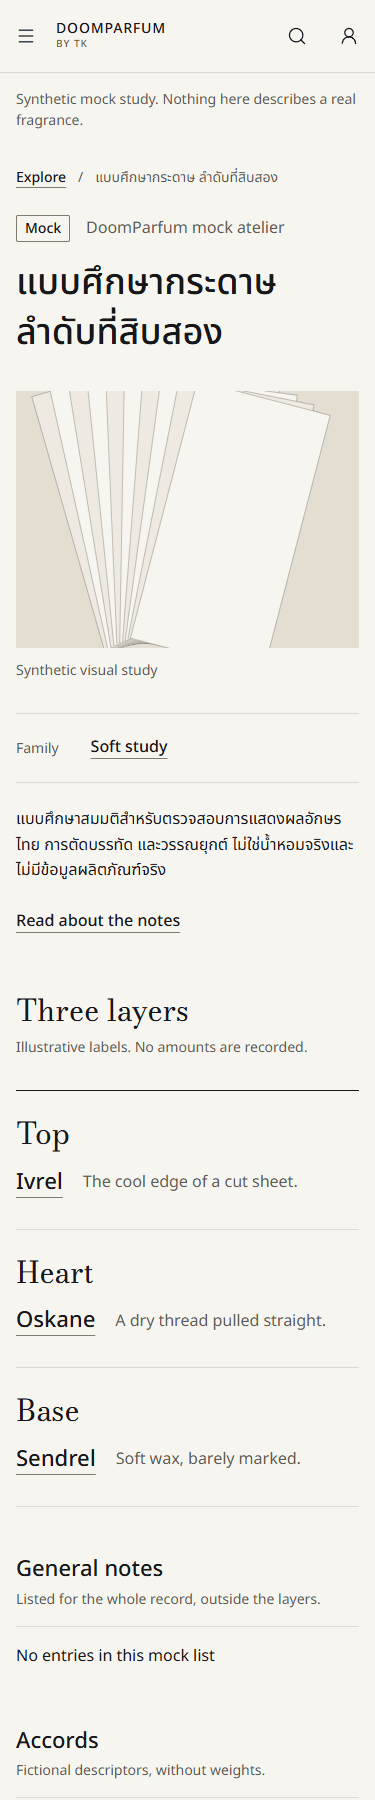 DOOMPARFUM
BY TK
Synthetic mock study. Nothing here describes a real
fragrance.
Explore / แบบศึกษากระดาษ ลำดับที่สิบสอง
Mock DoomParfum mock atelier
แบบศึกษากระดาษ
ลำดับที่สิบสอง
Synthetic visual study
Family Soft study
แบบศึกษาสมมติสำหรับตรวจสอบการแสดงผลอักษร
ไทย การตัดบรรทัด และวรรณยุกต์ ไม่ใช่น้ำหอมจริงและ
ไม่มีข้อมูลผลิตภัณฑ์จริง
Read about the notes
Three layers
Illustrative labels. No amounts are recorded.
Top
Ivrel The cool edge of a cut sheet.
Heart
Oskane A dry thread pulled straight.
Base
Sendrel Soft wax, barely marked.
General notes
Listed for the whole record, outside the layers.
No entries in this mock list
Accords
Fictional descriptors, without weights.